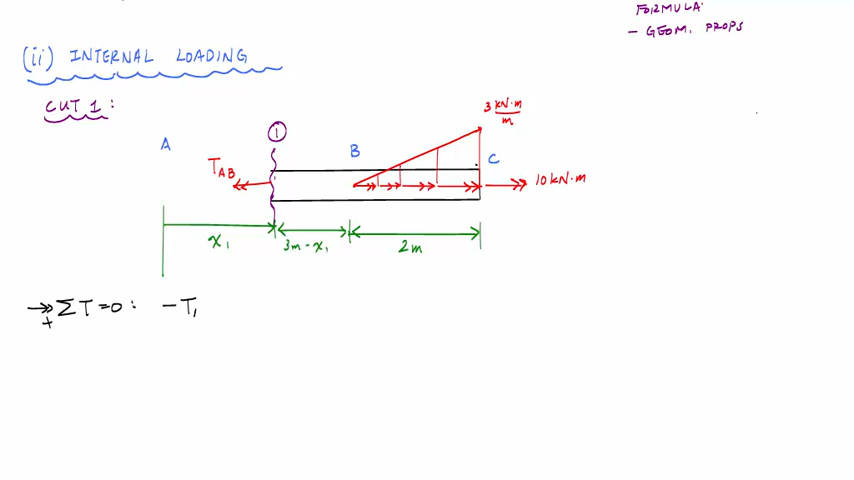 FORMULA
- GEOM. PROPS
(ii) INTERNAL LOADING
CUT 1:
3 kN·m/m
①
A
B
C
T_AB
10 kN·m
x₁
3m-x₁
2m
↠+ ΣT=0: -T₁